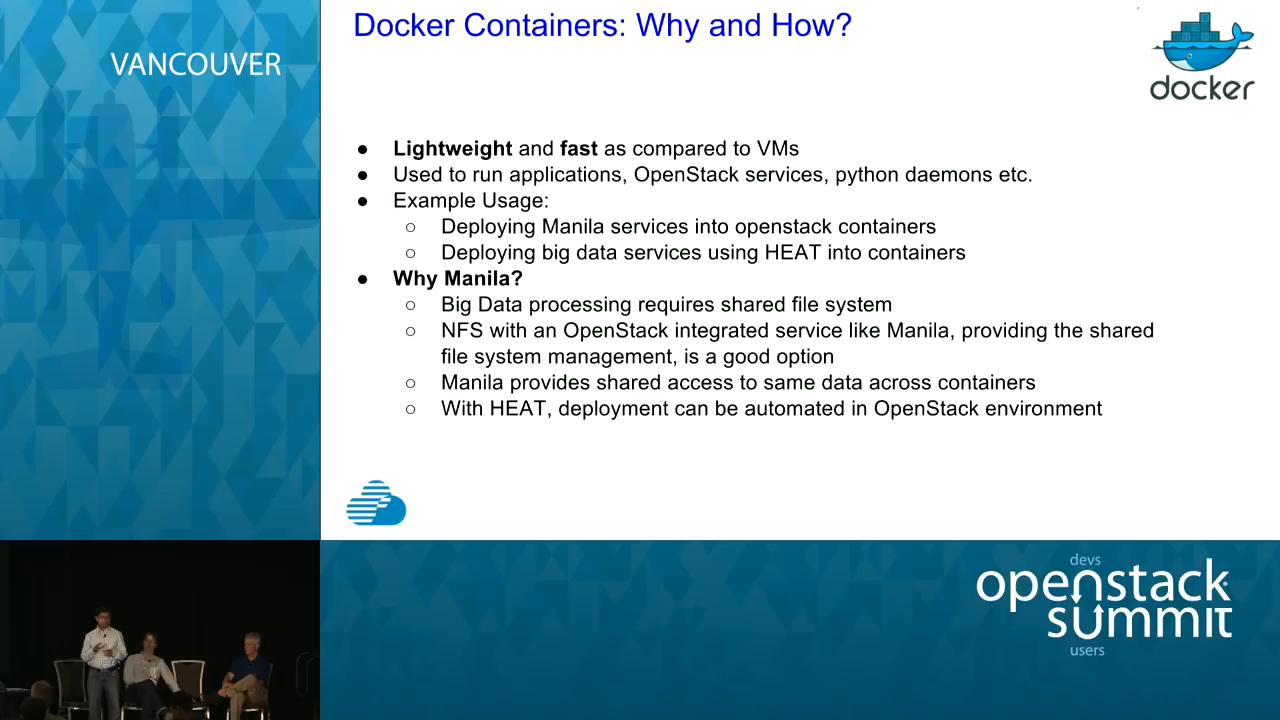 Docker Containers: Why and How?
VANCOUVER
docker
● Lightweight and fast as compared to VMs
● Used to run applications, OpenStack services, python daemons etc.
● Example Usage:
○ Deploying Manila services into openstack containers
○ Deploying big data services using HEAT into containers
● Why Manila?
○ Big Data processing requires shared file system
○ NFS with an OpenStack integrated service like Manila, providing the shared
file system management, is a good option
○ Manila provides shared access to same data across containers
○ With HEAT, deployment can be automated in OpenStack environment
devs
openstack
summit
users